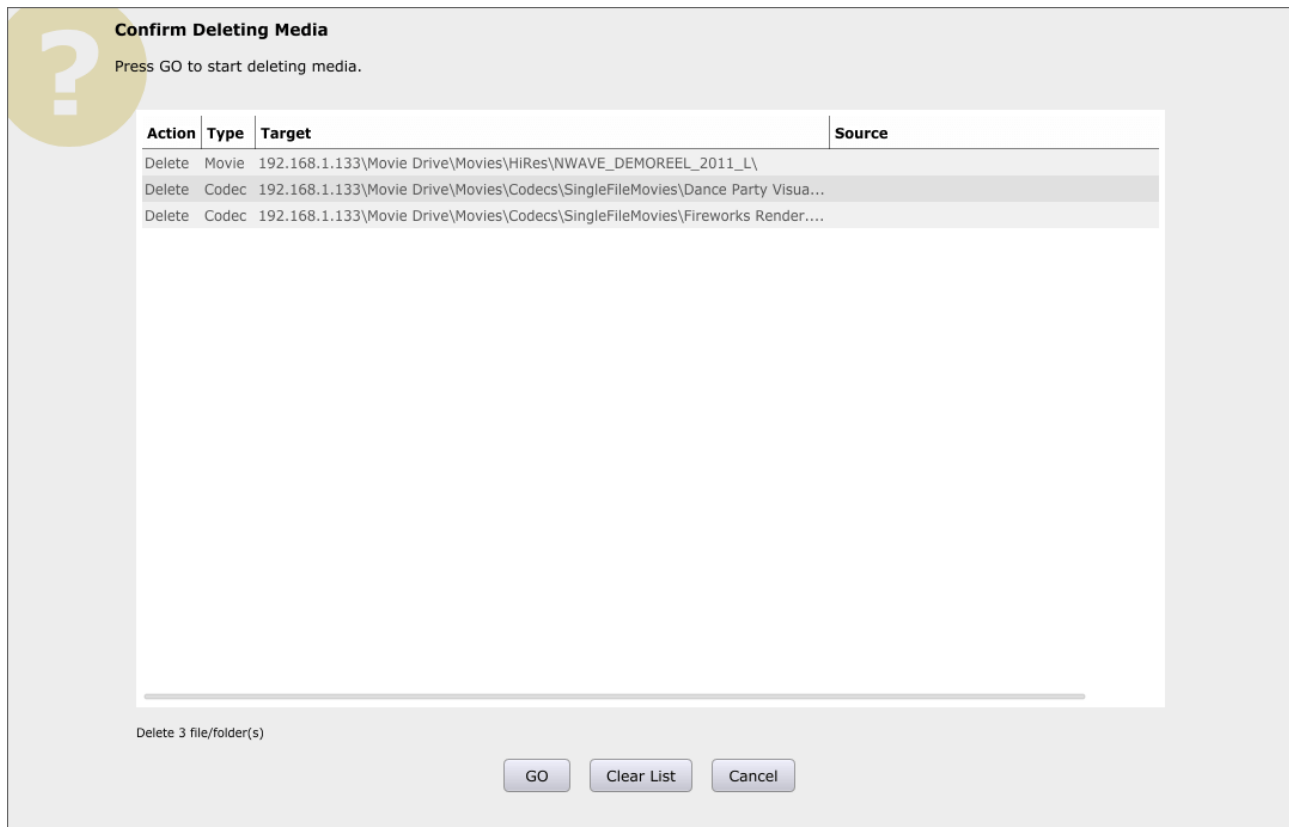 ?
Confirm Deleting Media
Press GO to start deleting media.
Action Type Target Source
Delete Movie 192.168.1.133\Movie Drive\Movies\HiRes\NWAVE_DEMOREEL_2011_L\
Delete Codec 192.168.1.133\Movie Drive\Movies\Codecs\SingleFileMovies\Dance Party Visua...
Delete Codec 192.168.1.133\Movie Drive\Movies\Codecs\SingleFileMovies\Fireworks Render....
Delete 3 file/folder(s)
GO Clear List Cancel